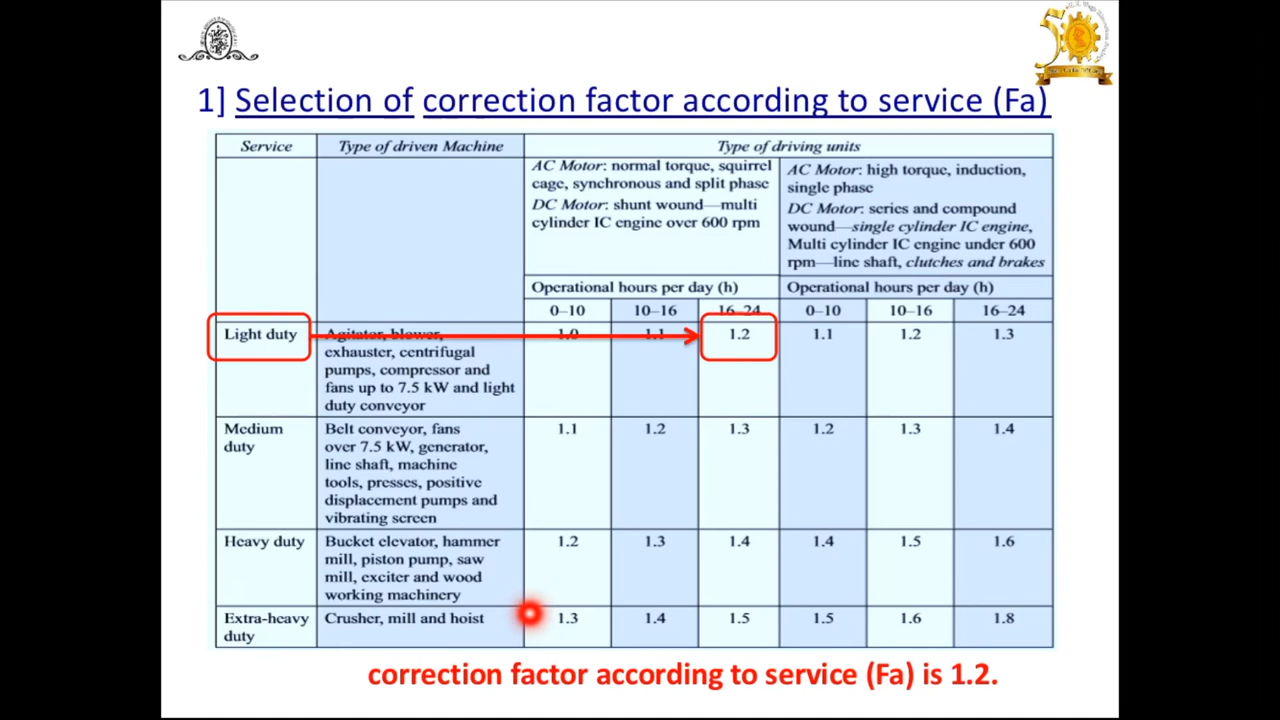 1] Selection of correction factor according to service (Fa)
Service Type of driven Machine Type of driving units
AC Motor: normal torque, squirrel
cage, synchronous and split phase
DC Motor: shunt wound—multi
cylinder IC engine over 600 rpm
AC Motor: high torque, induction,
single phase
DC Motor: series and compound
wound—single cylinder IC engine,
Multi cylinder IC engine under 600
rpm—line shaft, clutches and brakes
Operational hours per day (h) Operational hours per day (h)
0–10 10–16 16–24 0–10 10–16 16–24
Light duty Agitator, blower, 1.0 1.1 1.2 1.1 1.2 1.3
exhauster, centrifugal
pumps, compressor and
fans up to 7.5 kW and light
duty conveyor
Medium Belt conveyor, fans 1.1 1.2 1.3 1.2 1.3 1.4
duty over 7.5 kW, generator,
line shaft, machine
tools, presses, positive
displacement pumps and
vibrating screen
Heavy duty Bucket elevator, hammer 1.2 1.3 1.4 1.4 1.5 1.6
mill, piston pump, saw
mill, exciter and wood
working machinery
Extra-heavy Crusher, mill and hoist 1.3 1.4 1.5 1.5 1.6 1.8
duty
correction factor according to service (Fa) is 1.2.